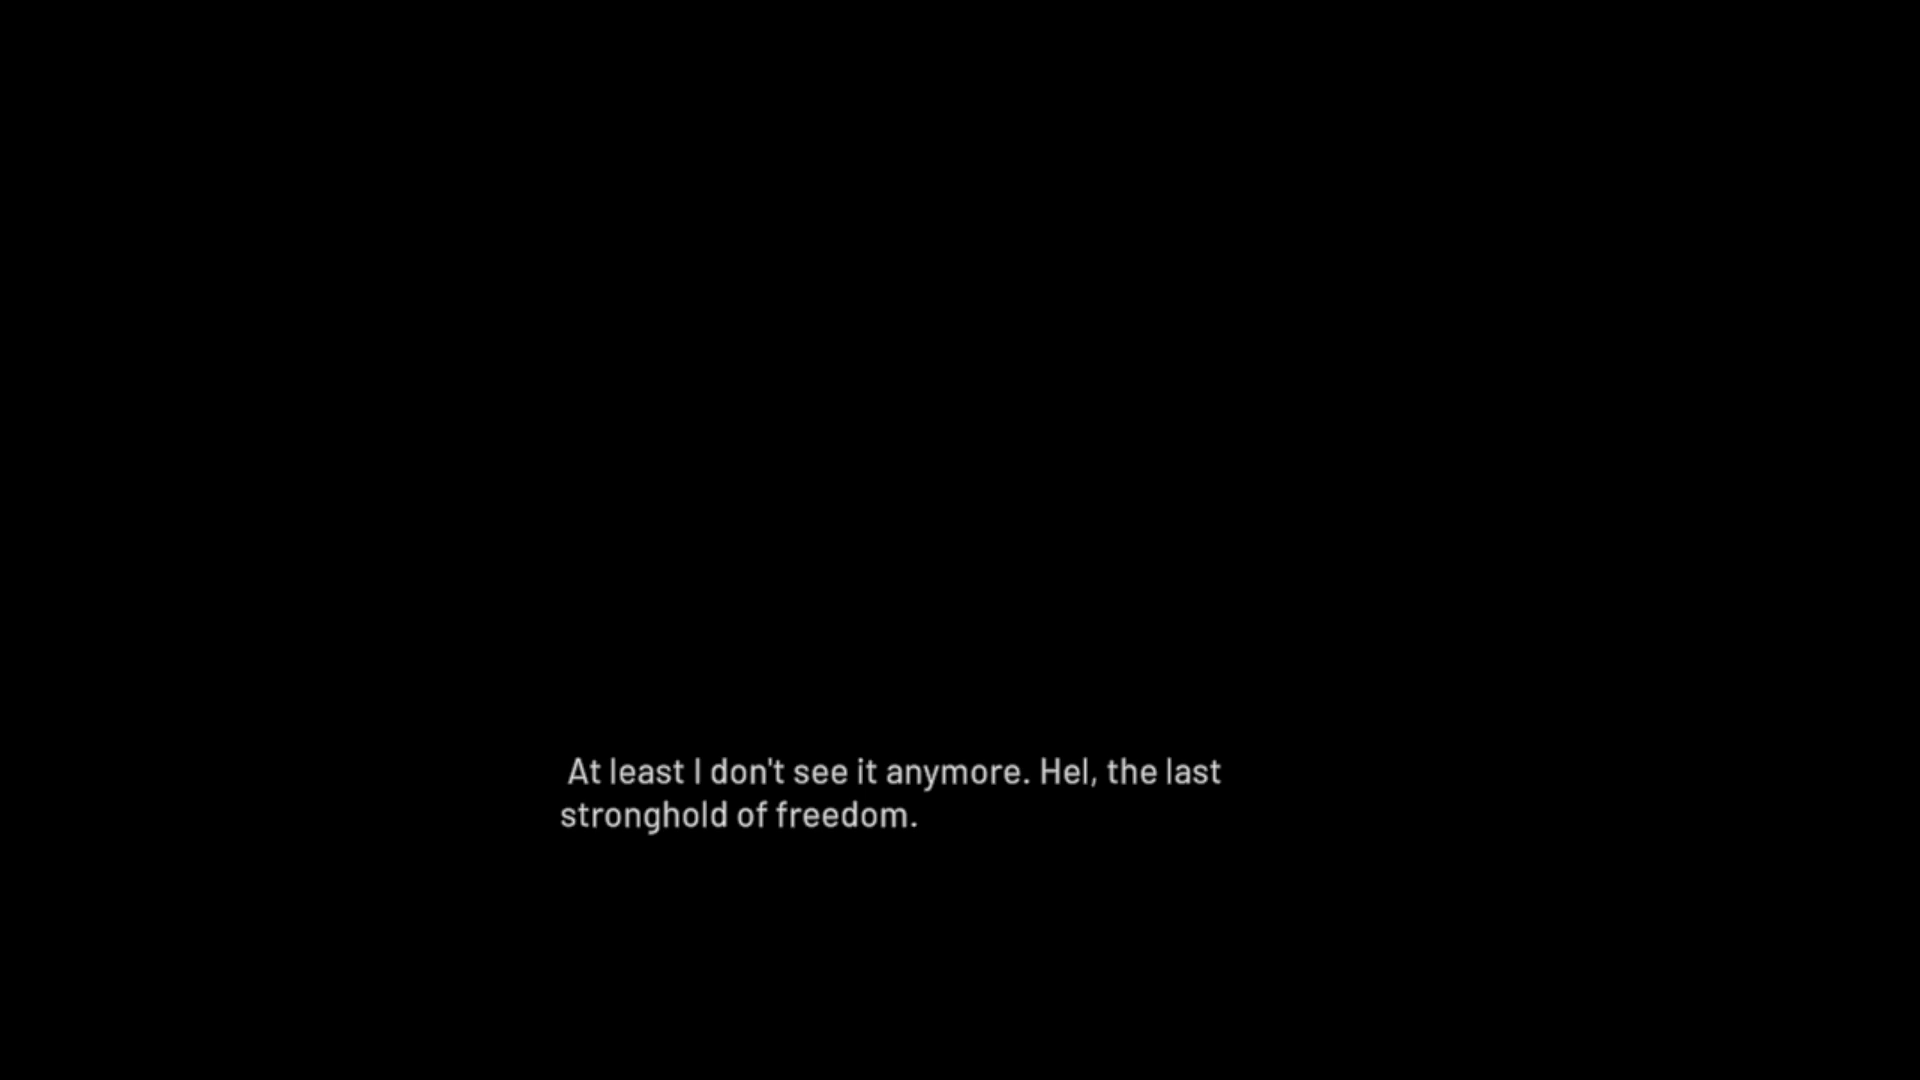 At least I don't see it anymore. Hel, the last
stronghold of freedom.